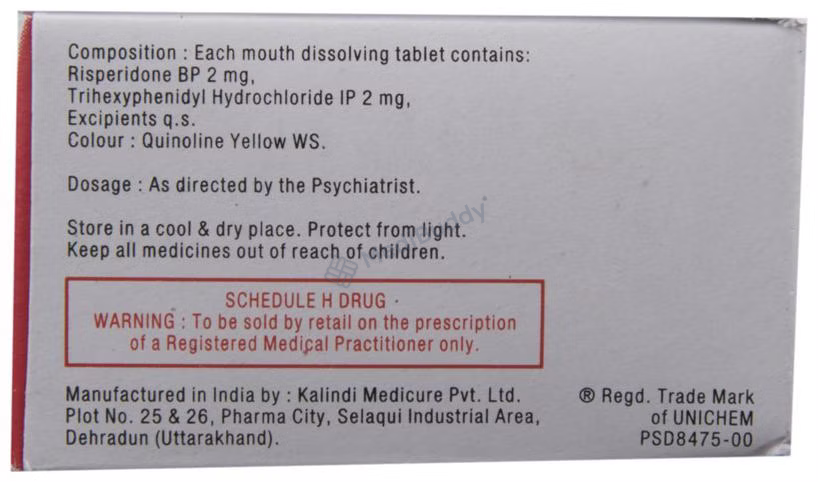 Composition : Each mouth dissolving tablet contains:
Risperidone BP 2 mg,
Trihexyphenidyl Hydrochloride IP 2 mg,
Excipients q.s.
Colour : Quinoline Yellow WS.
Dosage : As directed by the Psychiatrist.
Store in a cool & dry place. Protect from light.
Keep all medicines out of reach of children.
MediBuddy
SCHEDULE H DRUG
WARNING : To be sold by retail on the prescription
of a Registered Medical Practitioner only.
Manufactured in India by : Kalindi Medicure Pvt. Ltd.
Plot No. 25 & 26, Pharma City, Selaqui Industrial Area,
Dehradun (Uttarakhand).
® Regd. Trade Mark
of UNICHEM
PSD8475-00